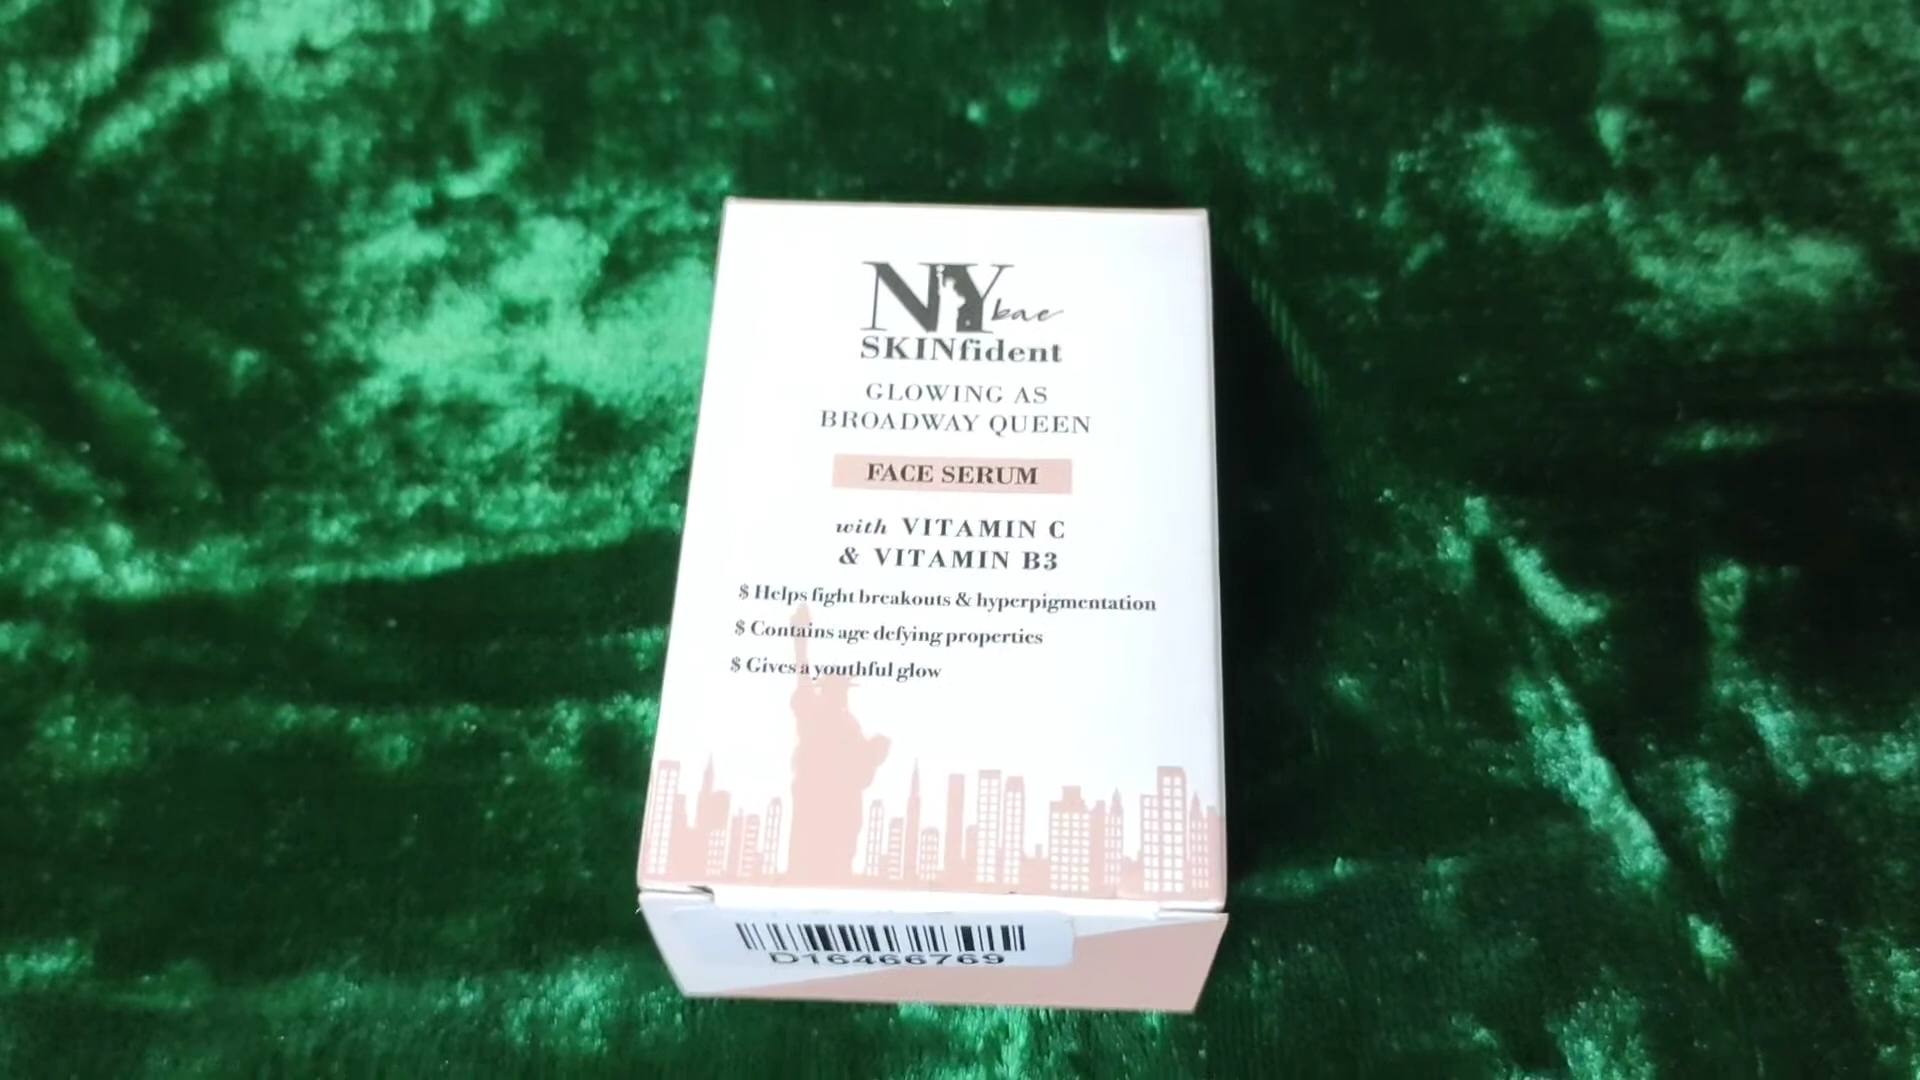 NY bae
SKINfident
GLOWING AS
BROADWAY QUEEN
FACE SERUM
with VITAMIN C
& VITAMIN B3
$ Helps fight breakouts & hyperpigmentation
$ Contains age defying properties
$ Gives a youthful glow
D16466769